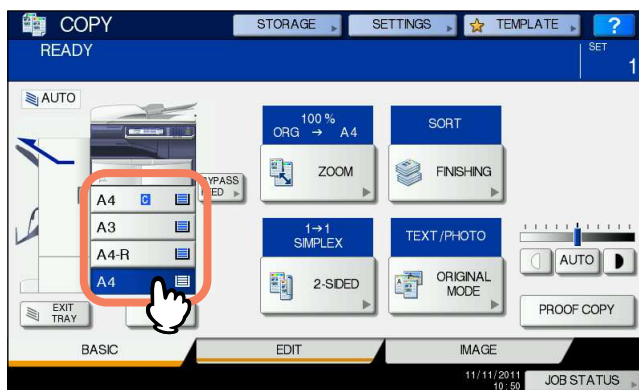 COPY
STORAGE
SETTINGS
TEMPLATE
?
READY
SET
1
AUTO
100 %
ORG → A4
SORT
ZOOM
FINISHING
BYPASS
FEED
A4 C
A3
A4-R
A4
1→1
SIMPLEX
TEXT/PHOTO
2-SIDED
ORIGINAL
MODE
AUTO
EXIT
TRAY
PROOF COPY
BASIC
EDIT
IMAGE
11/11/2011
10:50
JOB STATUS